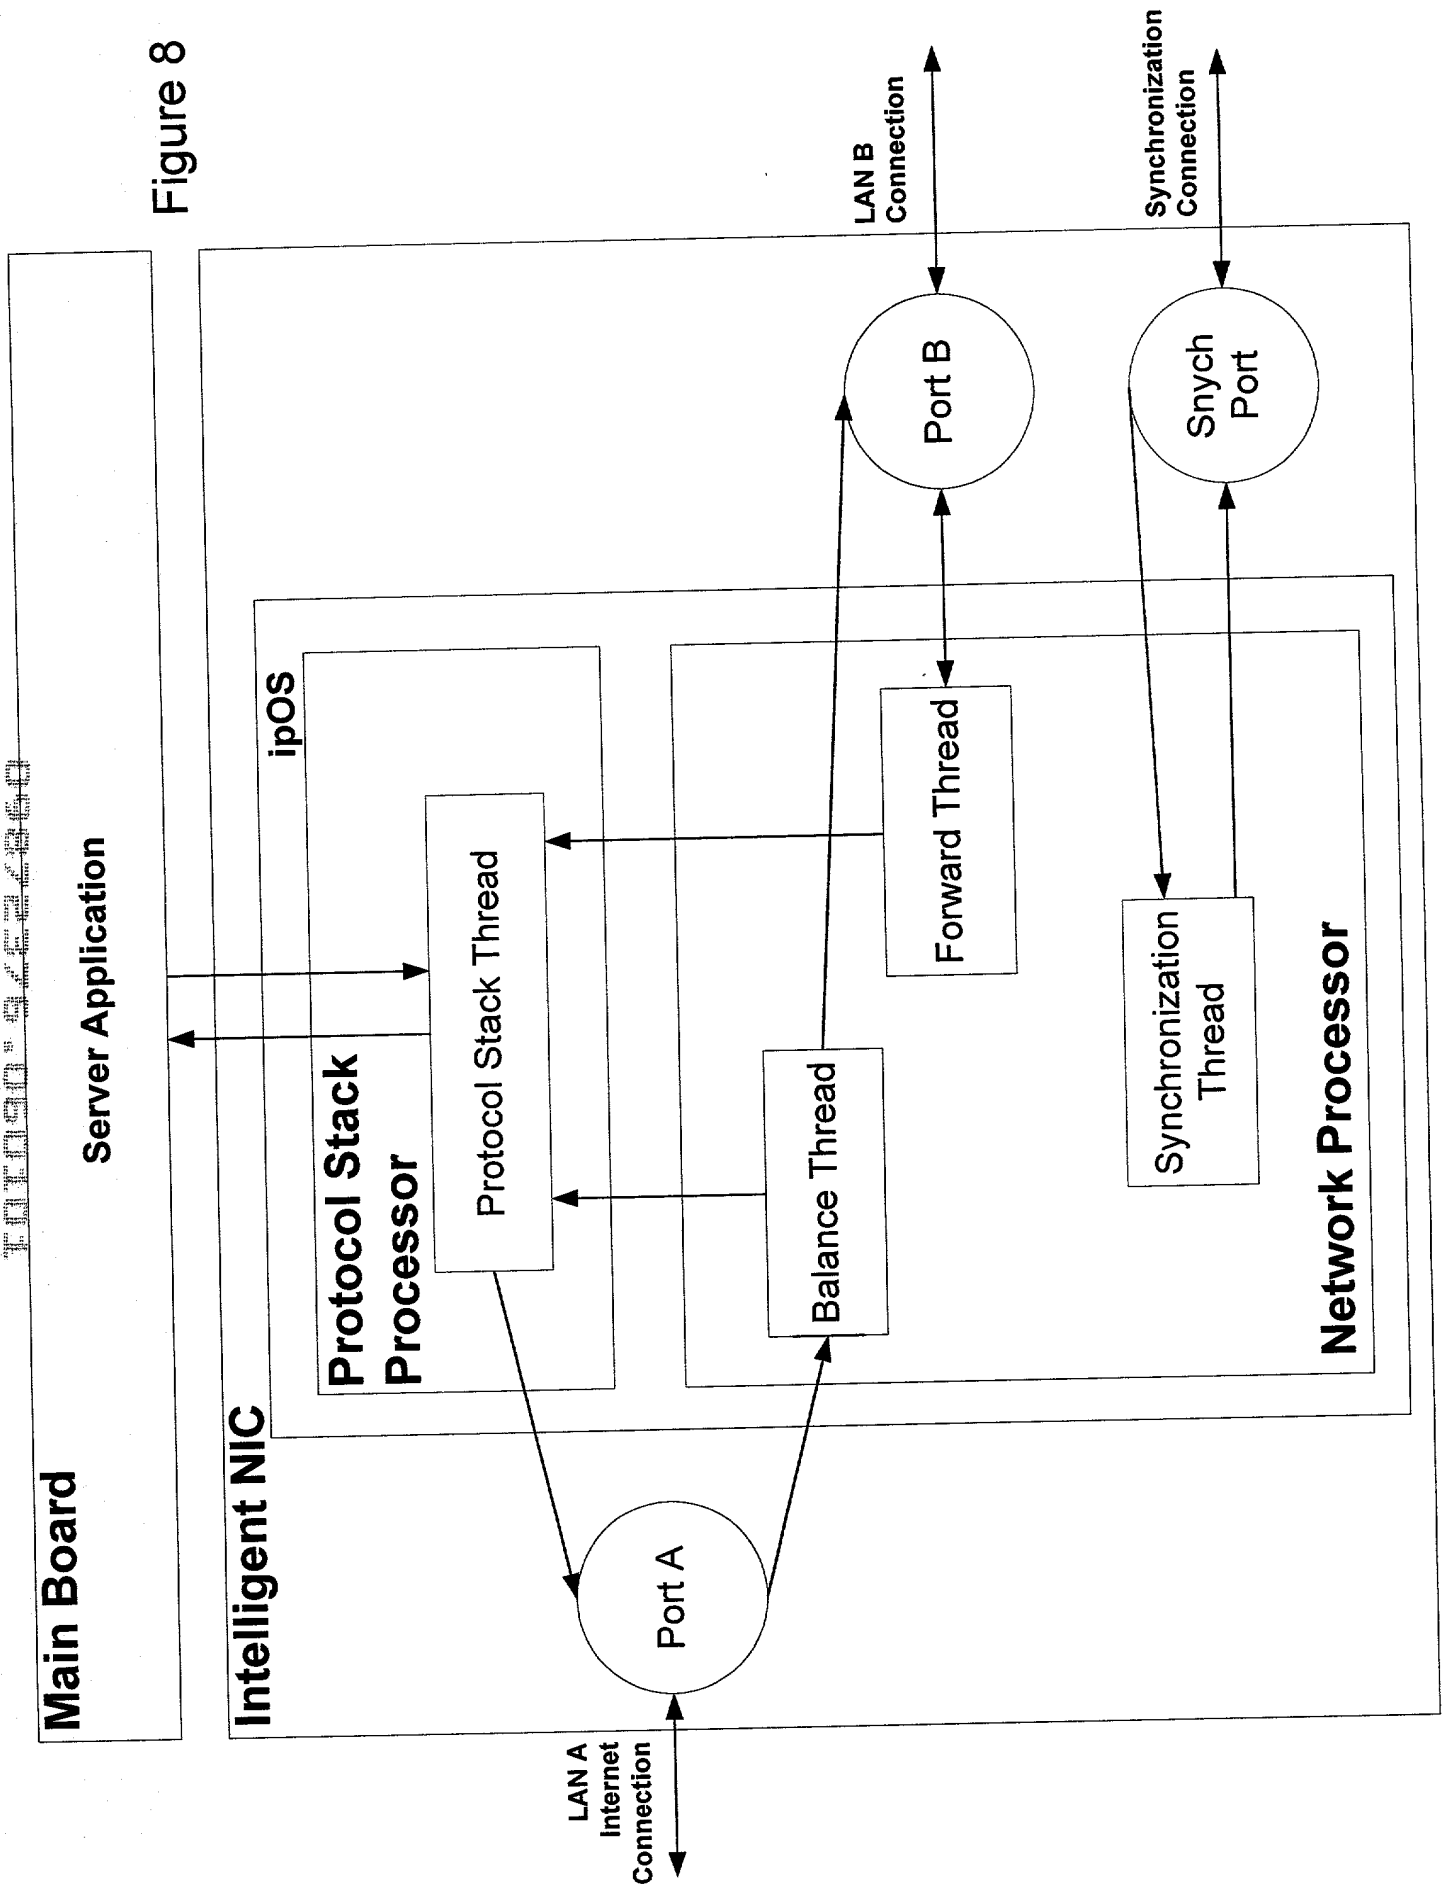 Figure 8
Main Board
Server Application
Intelligent NIC
ipOS
Protocol Stack
Processor
Protocol Stack Thread
LAN A
Internet
Connection
Port A
Balance Thread
Forward Thread
Port B
LAN B
Connection
Synchronization
Thread
Snych
Port
Synchronization
Connection
Network Processor